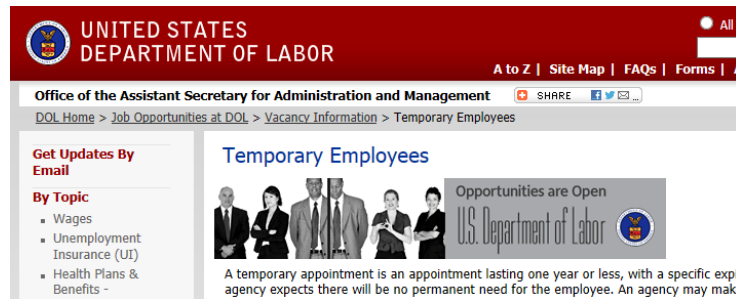 UNITED STATES
DEPARTMENT OF LABOR
All
A to Z | Site Map | FAQs | Forms |
Office of the Assistant Secretary for Administration and Management
SHARE
DOL Home > Job Opportunities at DOL > Vacancy Information > Temporary Employees
Get Updates By
Email
By Topic
Wages
Unemployment
Insurance (UI)
Health Plans &
Benefits -
Temporary Employees
Opportunities are Open
U.S. Department of Labor
A temporary appointment is an appointment lasting one year or less, with a specific
agency expects there will be no permanent need for the employee. An agency may